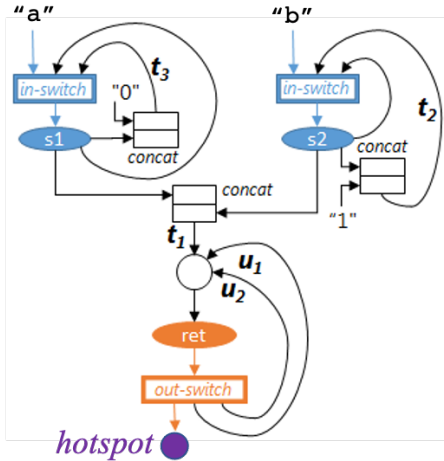 “a” “b”
t3
in-switch in-switch
"0" t2
s1 s2
concat concat
concat
“1”
t1
u1
u2
ret
out-switch
hotspot